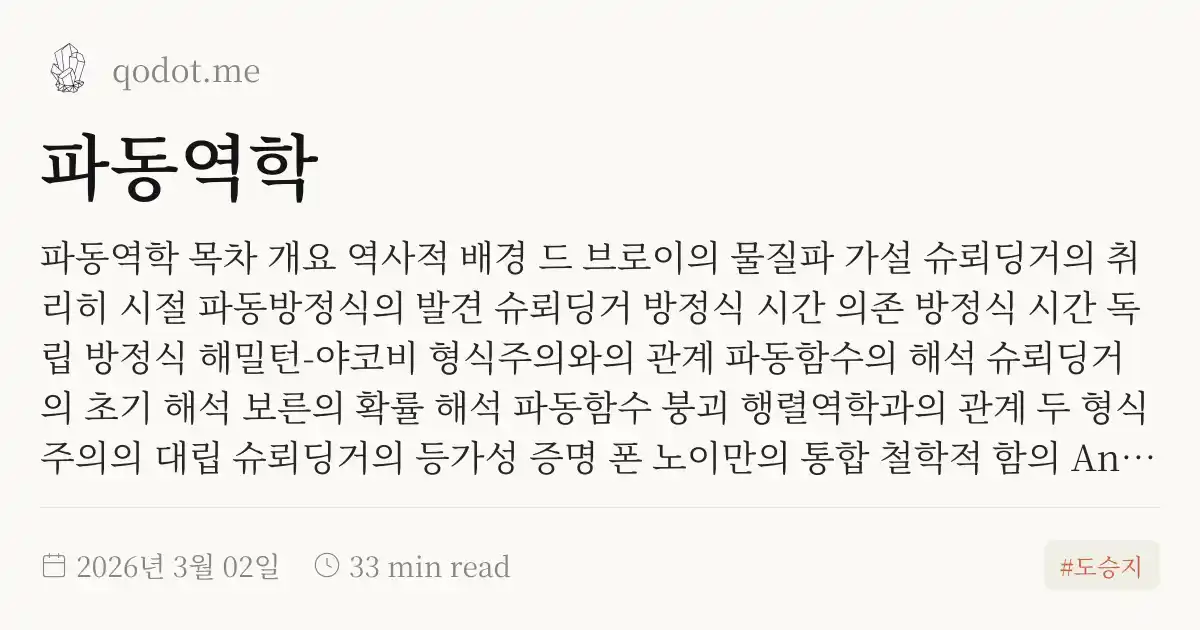 qodot.me
파동역학
파동역학 목차 개요 역사적 배경 드 브로이의 물질파 가설 슈뢰딩거의 취
리히 시절 파동방정식의 발견 슈뢰딩거 방정식 시간 의존 방정식 시간 독
립 방정식 해밀턴-야코비 형식주의와의 관계 파동함수의 해석 슈뢰딩거
의 초기 해석 보른의 확률 해석 파동함수 붕괴 행렬역학과의 관계 두 형식
주의의 대립 슈뢰딩거의 등가성 증명 폰 노이만의 통합 철학적 함의 An…
2026년 3월 02일 33 min read
#도승지